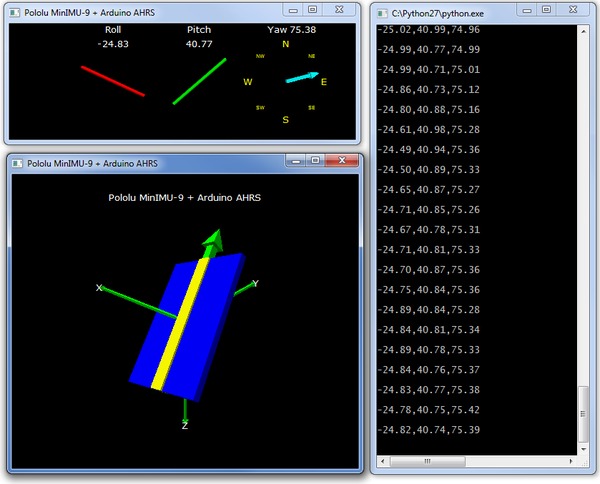 Pololu MinIMU-9 + Arduino AHRS
Roll Pitch Yaw 75.38
-24.83 40.77 N
NW NE
W E
SW SE
S
Pololu MinIMU-9 + Arduino AHRS
Pololu MinIMU-9 + Arduino AHRS
X Y
Z
C:\Python27\python.exe
-25.02,40.99,74.96
-24.99,40.77,74.99
-24.99,40.71,75.01
-24.86,40.73,75.12
-24.80,40.88,75.16
-24.61,40.98,75.28
-24.49,40.94,75.36
-24.50,40.89,75.33
-24.65,40.87,75.27
-24.71,40.85,75.26
-24.67,40.78,75.31
-24.71,40.81,75.33
-24.70,40.87,75.36
-24.75,40.84,75.36
-24.89,40.84,75.28
-24.84,40.81,75.34
-24.89,40.78,75.33
-24.84,40.76,75.37
-24.83,40.77,75.38
-24.78,40.75,75.42
-24.82,40.74,75.39